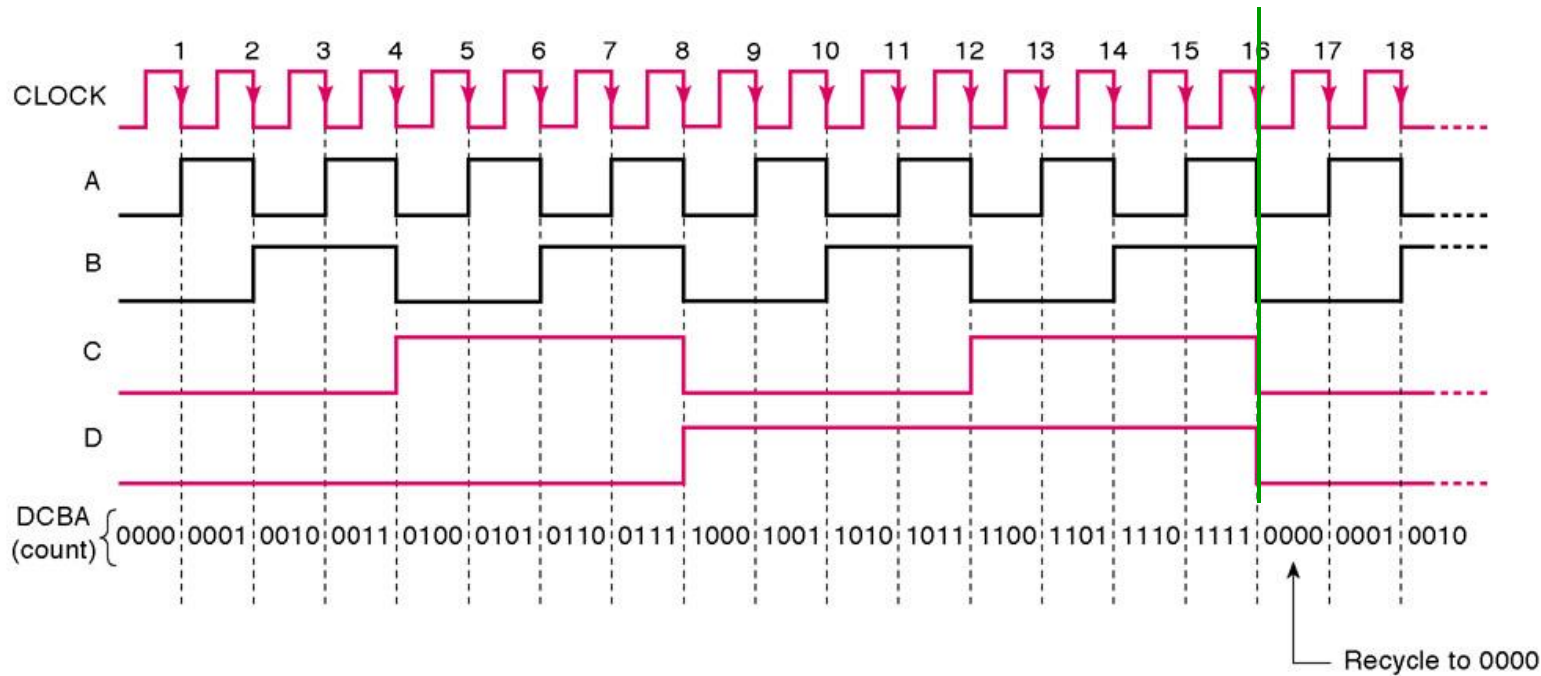 1 2 3 4 5 6 7 8 9 10 11 12 13 14 15 16 17 18
CLOCK
A
B
C
D
DCBA
(count)
0000 0001 0010 0011 0100 0101 0110 0111 1000 1001 1010 1011 1100 1101 1110 1111 0000 0001 0010
Recycle to 0000